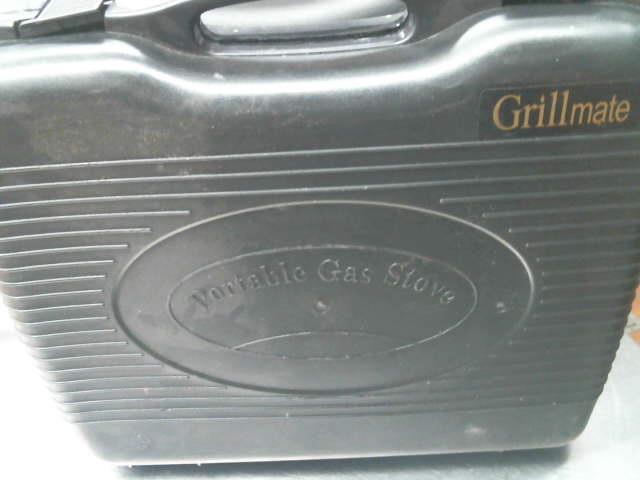 Grillmate
Portable Gas Stove